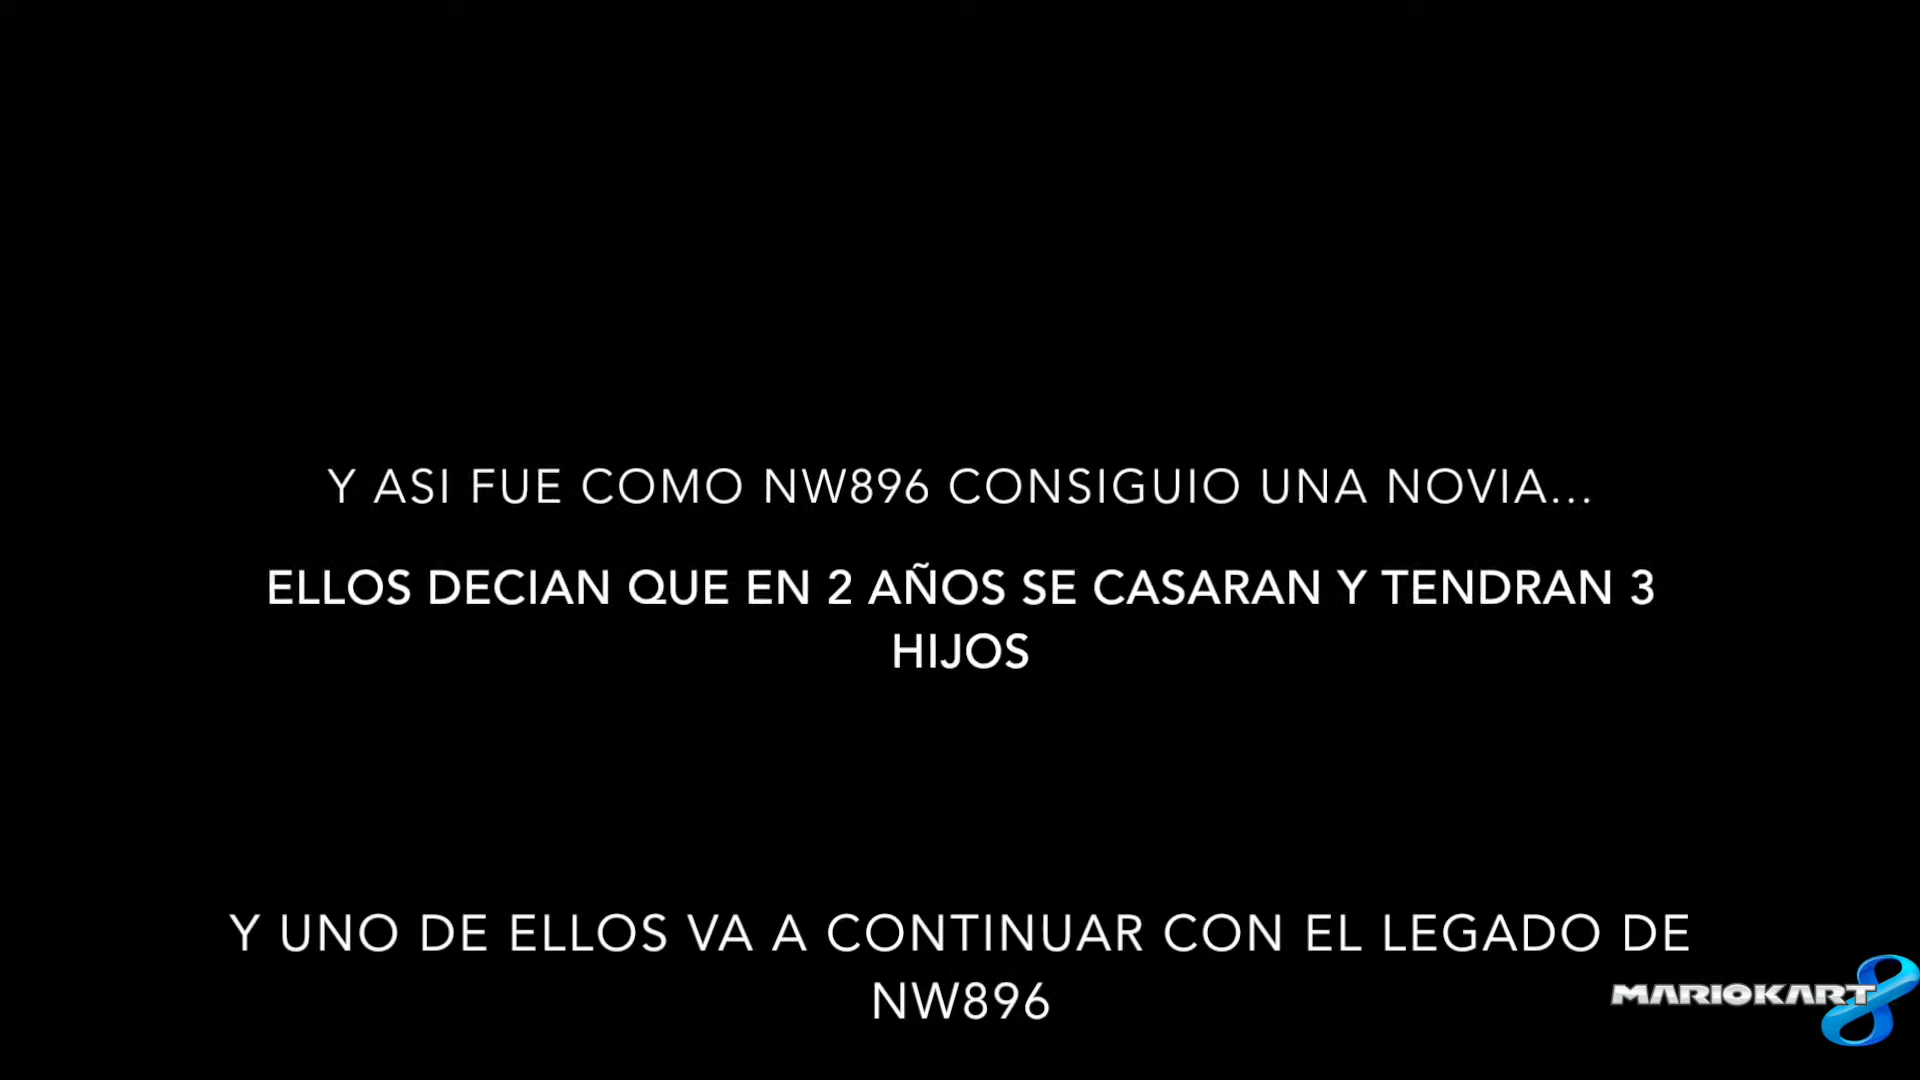 Y ASI FUE COMO NW896 CONSIGUIO UNA NOVIA...
ELLOS DECIAN QUE EN 2 AÑOS SE CASARAN Y TENDRAN 3
HIJOS
Y UNO DE ELLOS VA A CONTINUAR CON EL LEGADO DE
NW896
MARIOKART 8